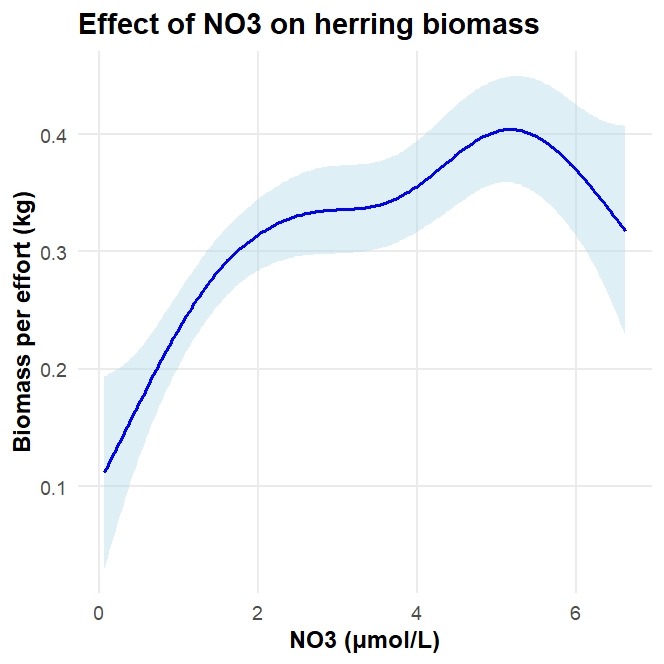 Effect of NO3 on herring biomass
Biomass per effort (kg)
0.4
0.3
0.2
0.1
0 2 4 6
NO3 (µmol/L)